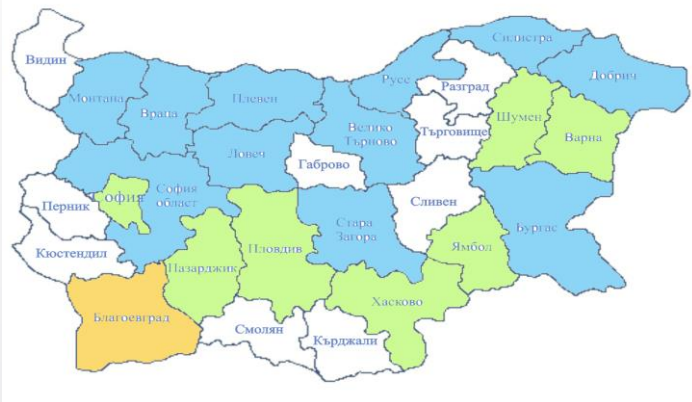 Видин
Монтана
Враца
Плевен
Русе
Силистра
Добрич
Разград
Шумен
Варна
Търговище
Велико
Търново
Ловеч
Габрово
София
София
област
Перник
Кюстендил
Благоевград
Пазарджик
Пловдив
Стара
Загора
Сливен
Ямбол
Бургас
Хасково
Смолян
Кърджали